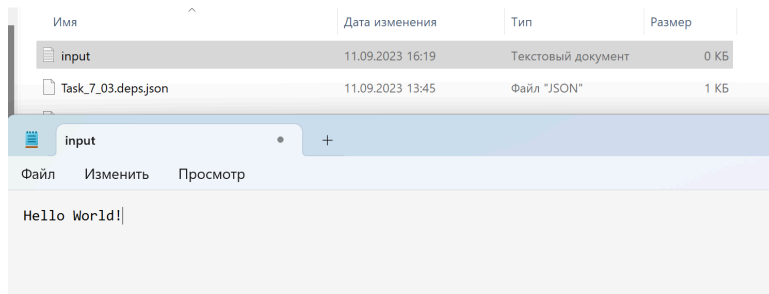 Имя Дата изменения Тип Размер
input 11.09.2023 16:19 Текстовый документ 0 КБ
Task_7_03.deps.json 11.09.2023 13:45 Файл "JSON" 1 КБ
input
Файл Изменить Просмотр
Hello World!